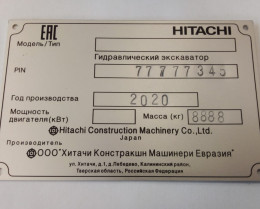 EAC HITACHI
Модель/Тип
Гидравлический экскаватор
PIN 77777345
Год производства 2020
Мощность
двигателя(кВт) Масса (кг) 8888
Hitachi Construction Machinery Co.,Ltd.
Japan
Производитель
ООО"Хитачи Констракшн Машинери Евразия"
ул. Хитачи, д.1, д.Лебедево, Калининский район,
Тверская область, Российская Федерация